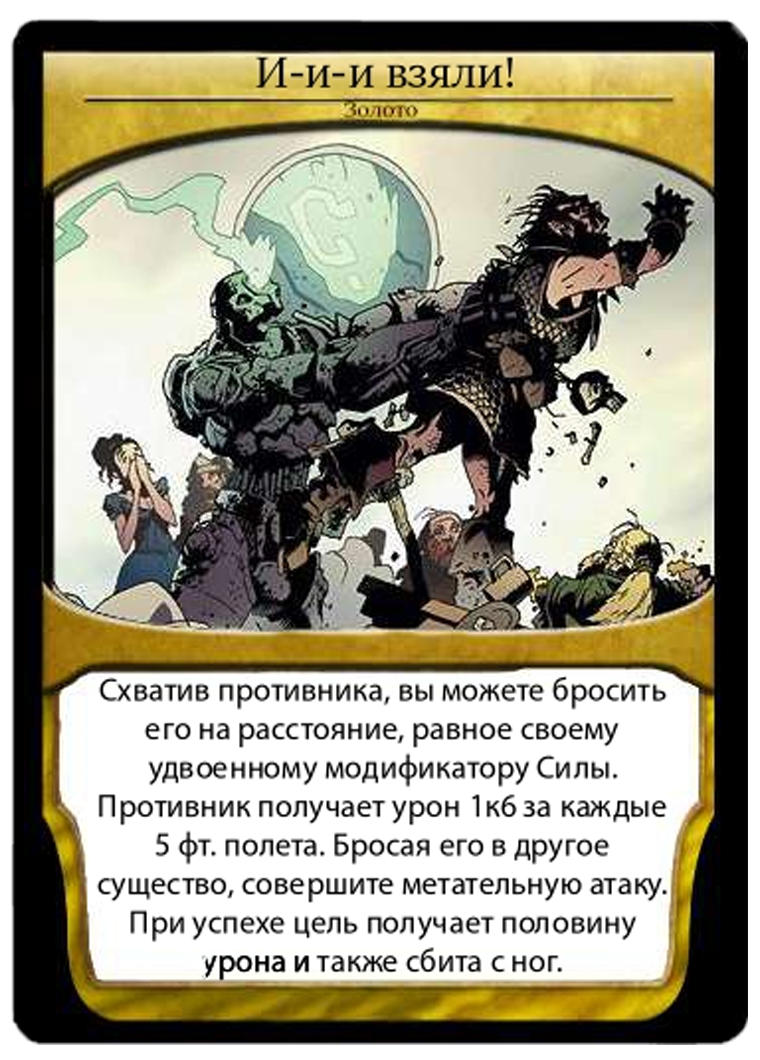 И-и-и взяли!
Золото
C
Схватив противника, вы можете бросить
его на расстояние, равное своему
удвоенному модификатору Силы.
Противник получает урон 1к6 за каждые
5 фт. полета. Бросая его в другое
существо, совершите метательную атаку.
При успехе цель получает половину
урона и также сбита с ног.